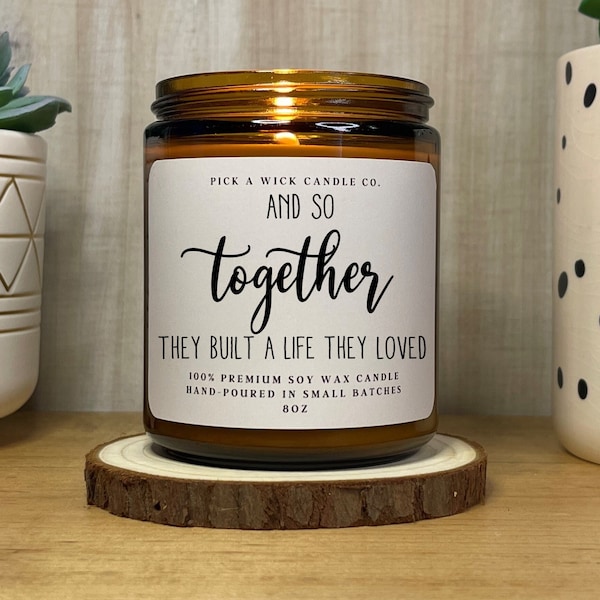 PICK A WICK CANDLE CO.
AND SO
together
THEY BUILT A LIFE THEY LOVED
100% PREMIUM SOY WAX CANDLE
HAND-POURED IN SMALL BATCHES
8OZ